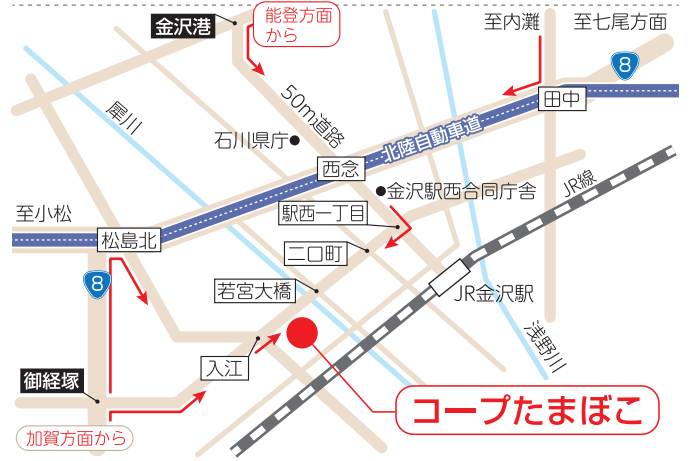 金沢港
能登方面
から
至内灘
至七尾方面
8
50m道路
犀川
田中
石川県庁
北陸自動車道
西念
金沢駅西合同庁舎
JR線
至小松
駅西一丁目
松島北
二口町
8
若宮大橋
JR金沢駅
浅野川
入江
御経塚
コープたまぼこ
加賀方面から